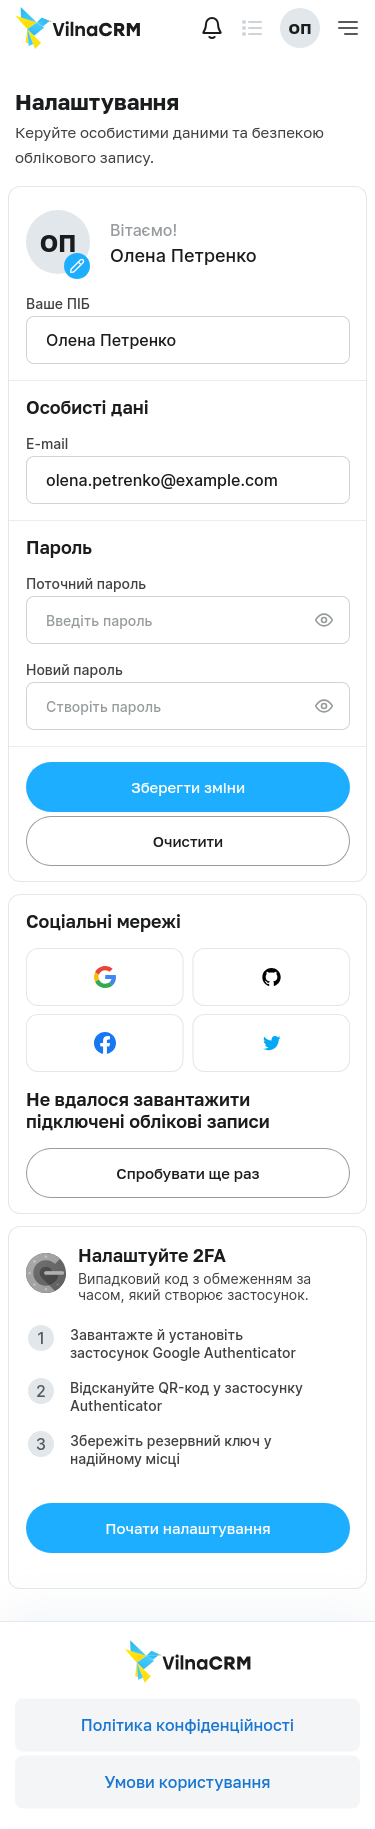 VilnaCRM
ОП
Налаштування
Керуйте особистими даними та безпекою
облікового запису.
ОП
Вітаємо!
Олена Петренко
Ваше ПІБ
Олена Петренко
Особисті дані
E-mail
olena.petrenko@example.com
Пароль
Поточний пароль
Введіть пароль
Новий пароль
Створіть пароль
Зберегти зміни
Очистити
Соціальні мережі
Не вдалося завантажити
підключені облікові записи
Спробувати ще раз
Налаштуйте 2FA
Випадковий код з обмеженням за
часом, який створює застосунок.
1
Завантажте й установіть
застосунок Google Authenticator
2
Відскануйте QR-код у застосунку
Authenticator
3
Збережіть резервний ключ у
надійному місці
Почати налаштування
VilnaCRM
Політика конфіденційності
Умови користування